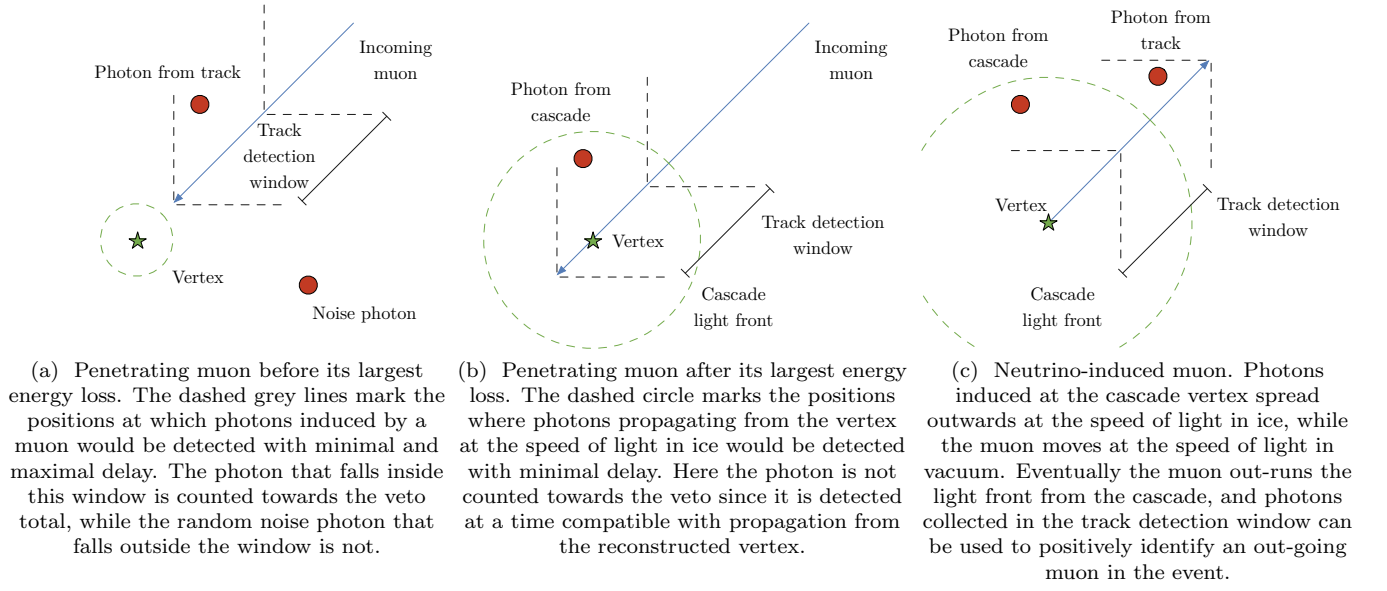 Photon from track
Incoming
muon
Track
detection
window
Vertex
Noise photon
(a) Penetrating muon before its largest
energy loss. The dashed grey lines mark the
positions at which photons induced by a
muon would be detected with minimal and
maximal delay. The photon that falls inside
this window is counted towards the veto
total, while the random noise photon that
falls outside the window is not.
Photon from
cascade
Incoming
muon
Vertex
Track detection
window
Cascade
light front
(b) Penetrating muon after its largest energy
loss. The dashed circle marks the positions
where photons propagating from the vertex
at the speed of light in ice would be detected
with minimal delay. Here the photon is not
counted towards the veto since it is detected
at a time compatible with propagation from
the reconstructed vertex.
Photon from
cascade
Photon from
track
Vertex
Track detection
window
Cascade
light front
(c) Neutrino-induced muon. Photons
induced at the cascade vertex spread
outwards at the speed of light in ice, while
the muon moves at the speed of light in
vacuum. Eventually the muon out-runs the
light front from the cascade, and photons
collected in the track detection window can
be used to positively identify an out-going
muon in the event.